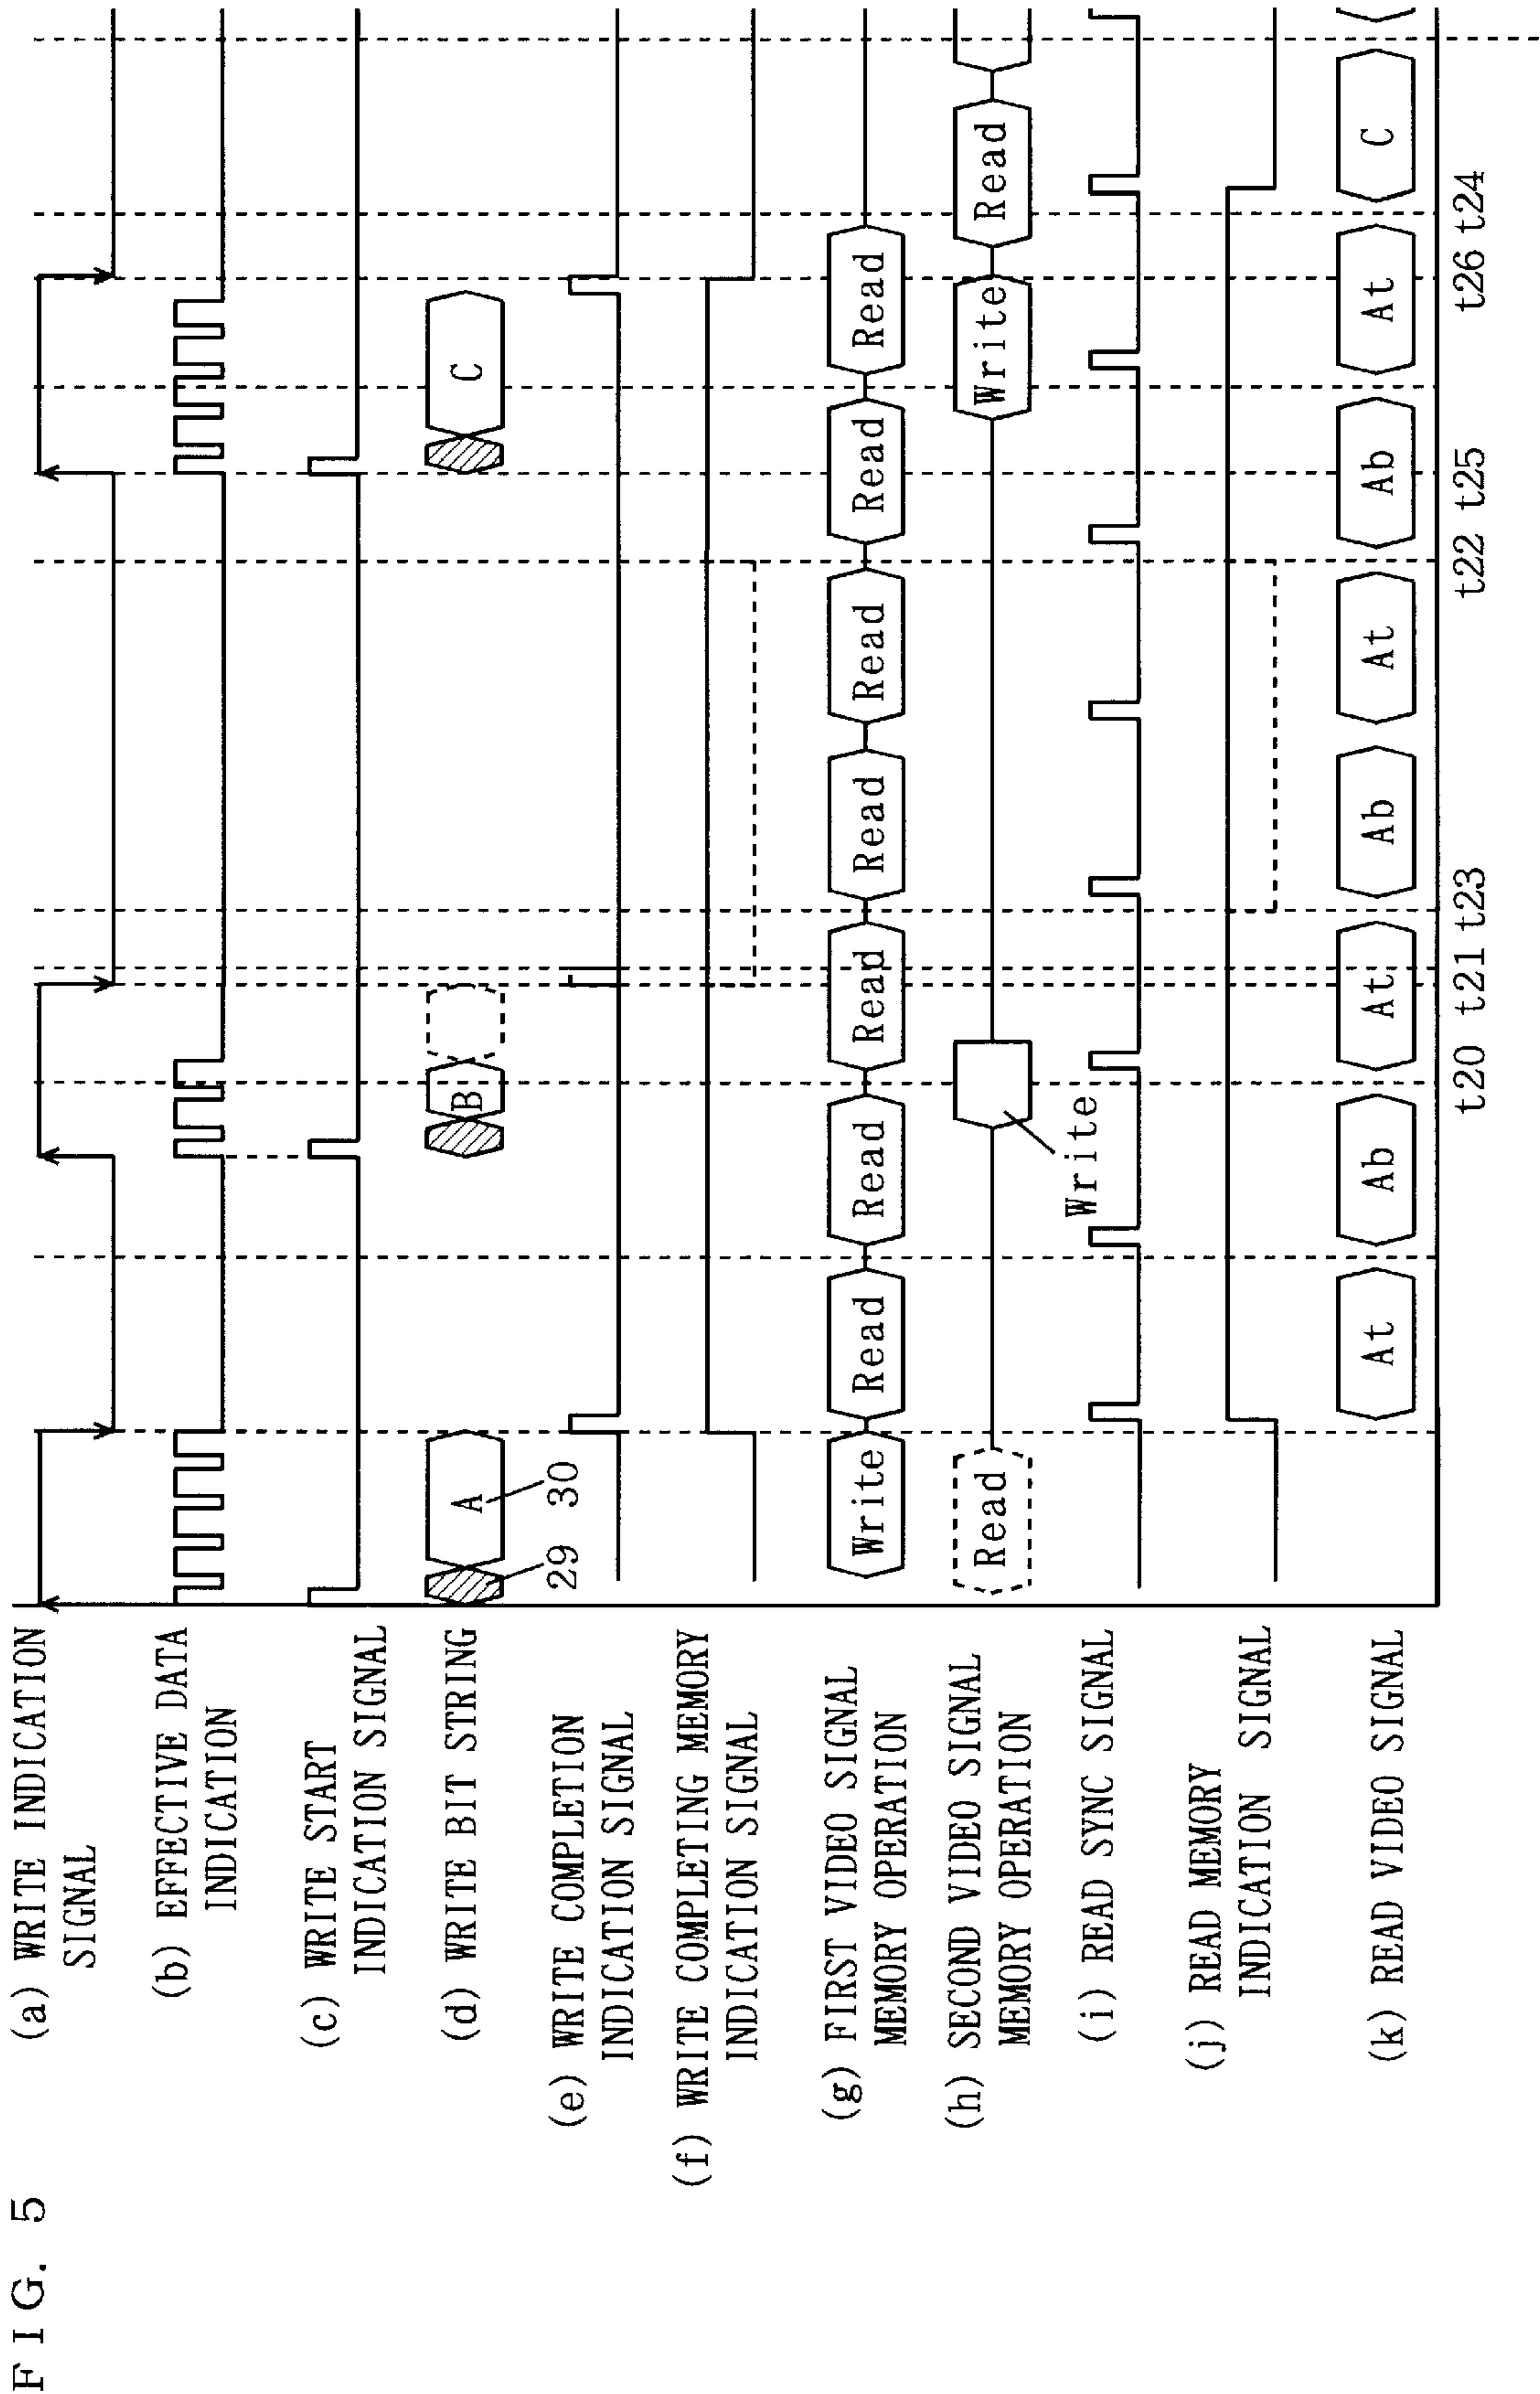 FIG. 5
(a) WRITE INDICATION
SIGNAL
(b) EFFECTIVE DATA
INDICATION
(c) WRITE START
INDICATION SIGNAL
(d) WRITE BIT STRING
A
B
C
29
30
(e) WRITE COMPLETION
INDICATION SIGNAL
(f) WRITE COMPLETING MEMORY
INDICATION SIGNAL
(g) FIRST VIDEO SIGNAL
MEMORY OPERATION
Write
Read
Read
Read
Read
Read
Read
Read
(h) SECOND VIDEO SIGNAL
MEMORY OPERATION
Read
Write
Write
Read
(i) READ SYNC SIGNAL
(j) READ MEMORY
INDICATION SIGNAL
(k) READ VIDEO SIGNAL
At
Ab
At
Ab
At
Ab
At
C
t20 t21 t23 t22 t25 t26 t24